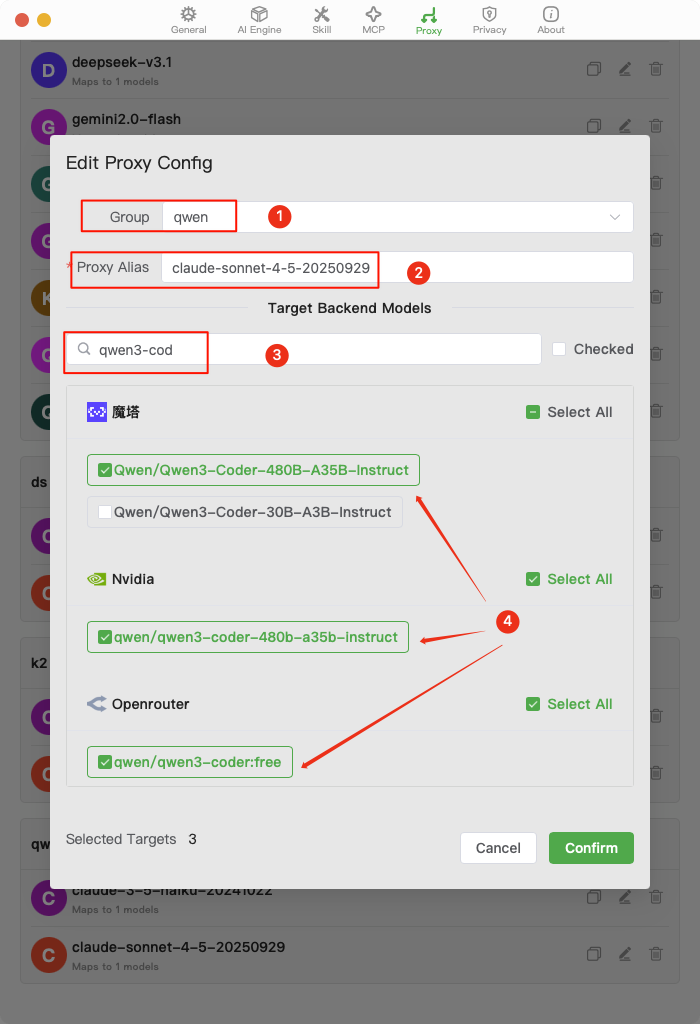 General AI Engine Skill MCP Proxy Privacy About
D deepseek-v3.1
Maps to 1 models
G gemini2.0-flash
Edit Proxy Config
Group qwen 1
* Proxy Alias claude-sonnet-4-5-20250929 2
Target Backend Models
qwen3-cod 3 Checked
魔塔 Select All
Qwen/Qwen3-Coder-480B-A35B-Instruct
Qwen/Qwen3-Coder-30B-A3B-Instruct
Nvidia Select All
4
qwen/qwen3-coder-480b-a35b-instruct
Openrouter Select All
qwen/qwen3-coder:free
Selected Targets 3
Cancel Confirm
ds
k2
qw
C claude-3-5-haiku-20241022
Maps to 1 models
C claude-sonnet-4-5-20250929
Maps to 1 models